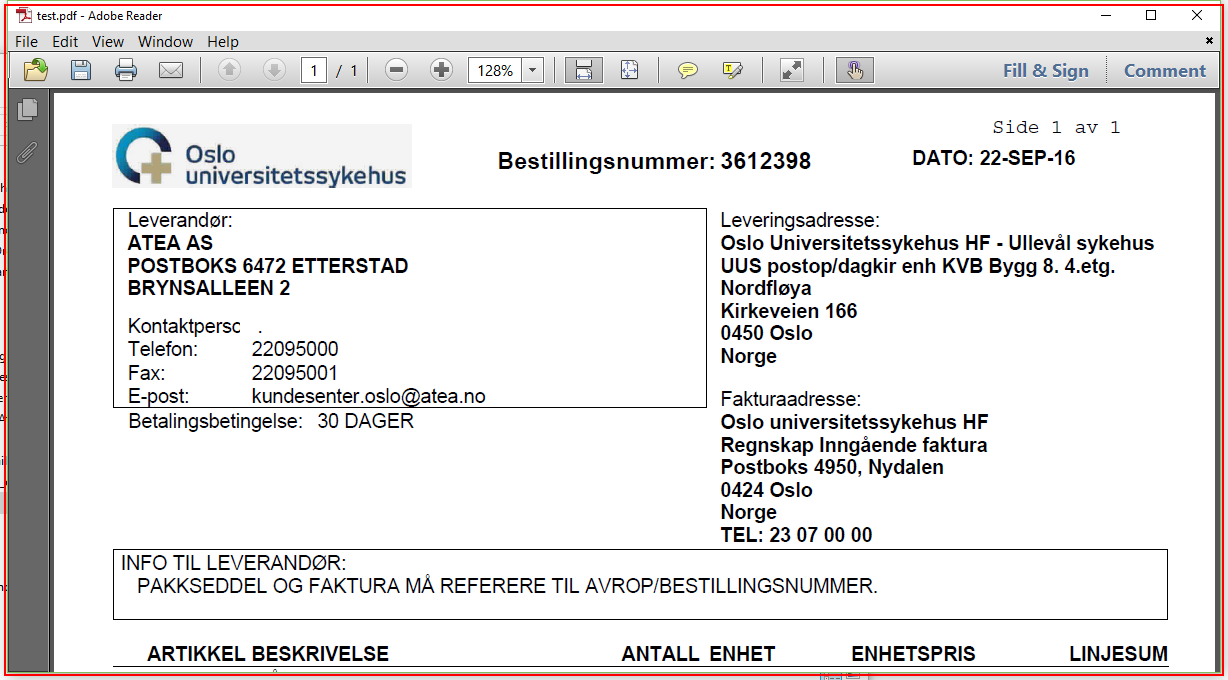 test.pdf - Adobe Reader
File Edit View Window Help
1 / 1 128% Fill & Sign Comment
Side 1 av 1
Oslo
universitetssykehus
Bestillingsnummer: 3612398
DATO: 22-SEP-16
Leverandør:
ATEA AS
POSTBOKS 6472 ETTERSTAD
BRYNSALLEEN 2
Kontaktperso .
Telefon: 22095000
Fax: 22095001
E-post: kundesenter.oslo@atea.no
Betalingsbetingelse: 30 DAGER
Leveringsadresse:
Oslo Universitetssykehus HF - Ullevål sykehus
UUS postop/dagkir enh KVB Bygg 8. 4.etg.
Nordfløya
Kirkeveien 166
0450 Oslo
Norge
Fakturaadresse:
Oslo universitetssykehus HF
Regnskap Inngående faktura
Postboks 4950, Nydalen
0424 Oslo
Norge
TEL: 23 07 00 00
INFO TIL LEVERANDØR:
PAKKSEDDEL OG FAKTURA MÅ REFERERE TIL AVROP/BESTILLINGSNUMMER.
ARTIKKEL BESKRIVELSE ANTALL ENHET ENHETSPRIS LINJESUM